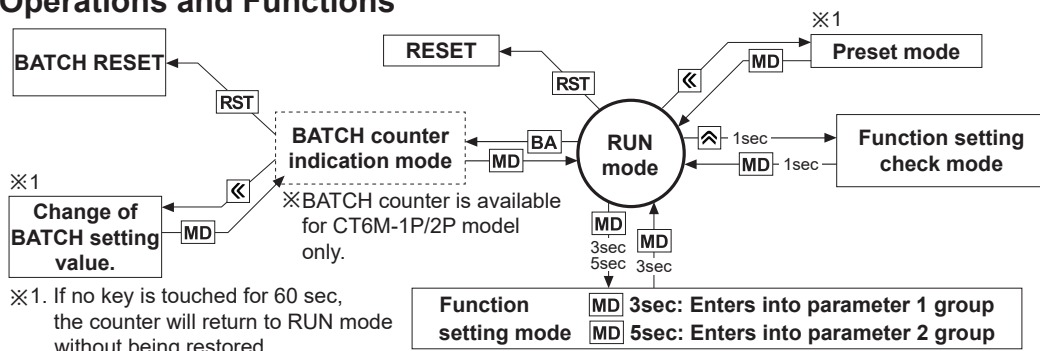 Operations and Functions
※1
BATCH RESET
RESET
Preset mode
MD
RST
RST
BATCH counter
indication mode
BA
MD
RUN
mode
1sec
MD 1sec
Function setting
check mode
※1
Change of
BATCH setting
value.
MD
※BATCH counter is available
for CT6M-1P/2P model
only.
MD
3sec
5sec
MD
3sec
※1. If no key is touched for 60 sec,
the counter will return to RUN mode
without being restored
Function
setting mode
MD 3sec: Enters into parameter 1 group
MD 5sec: Enters into parameter 2 group